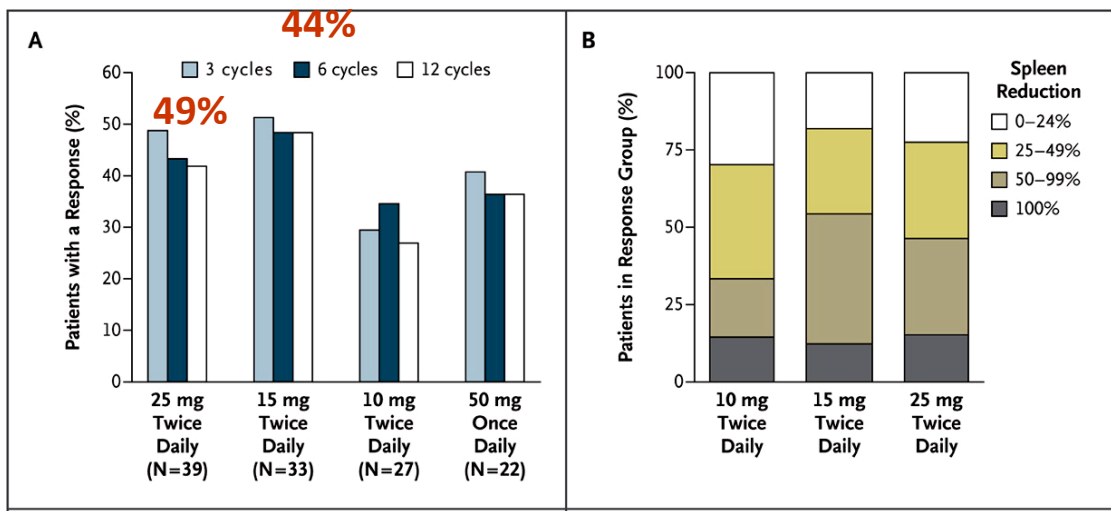 A
44%
3 cycles
6 cycles
12 cycles
49%
Patients with a Response (%)
60
50
40
30
20
10
0
25 mg
Twice
Daily
(N=39)
15 mg
Twice
Daily
(N=33)
10 mg
Twice
Daily
(N=27)
50 mg
Once
Daily
(N=22)
B
Patients in Response Group (%)
100
75
50
25
0
10 mg
Twice
Daily
15 mg
Twice
Daily
25 mg
Twice
Daily
Spleen
Reduction
0–24%
25–49%
50–99%
100%